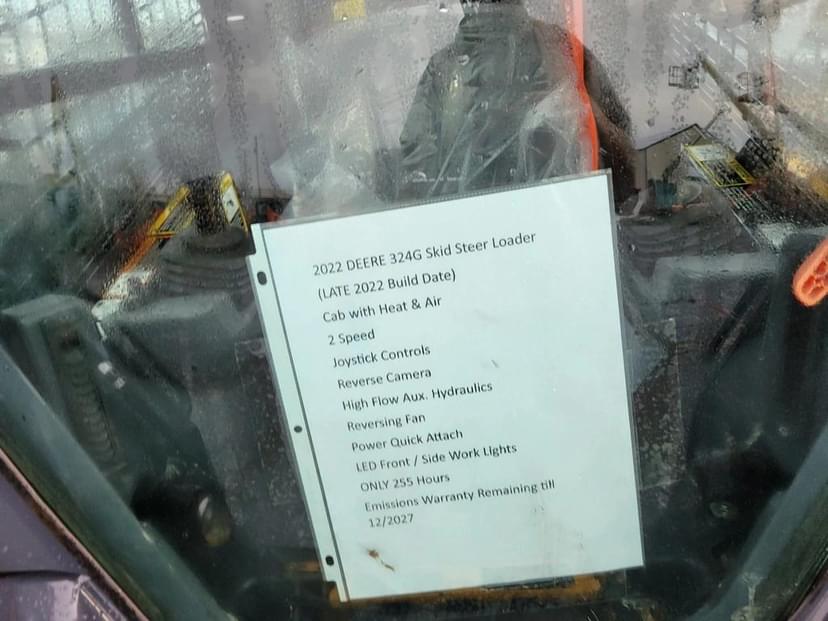 2022 DEERE 324G Skid Steer Loader
(LATE 2022 Build Date)
Cab with Heat & Air
2 Speed
Joystick Controls
Reverse Camera
High Flow Aux. Hydraulics
Reversing Fan
Power Quick Attach
LED Front / Side Work Lights
ONLY 255 Hours
Emissions Warranty Remaining till
12/2027